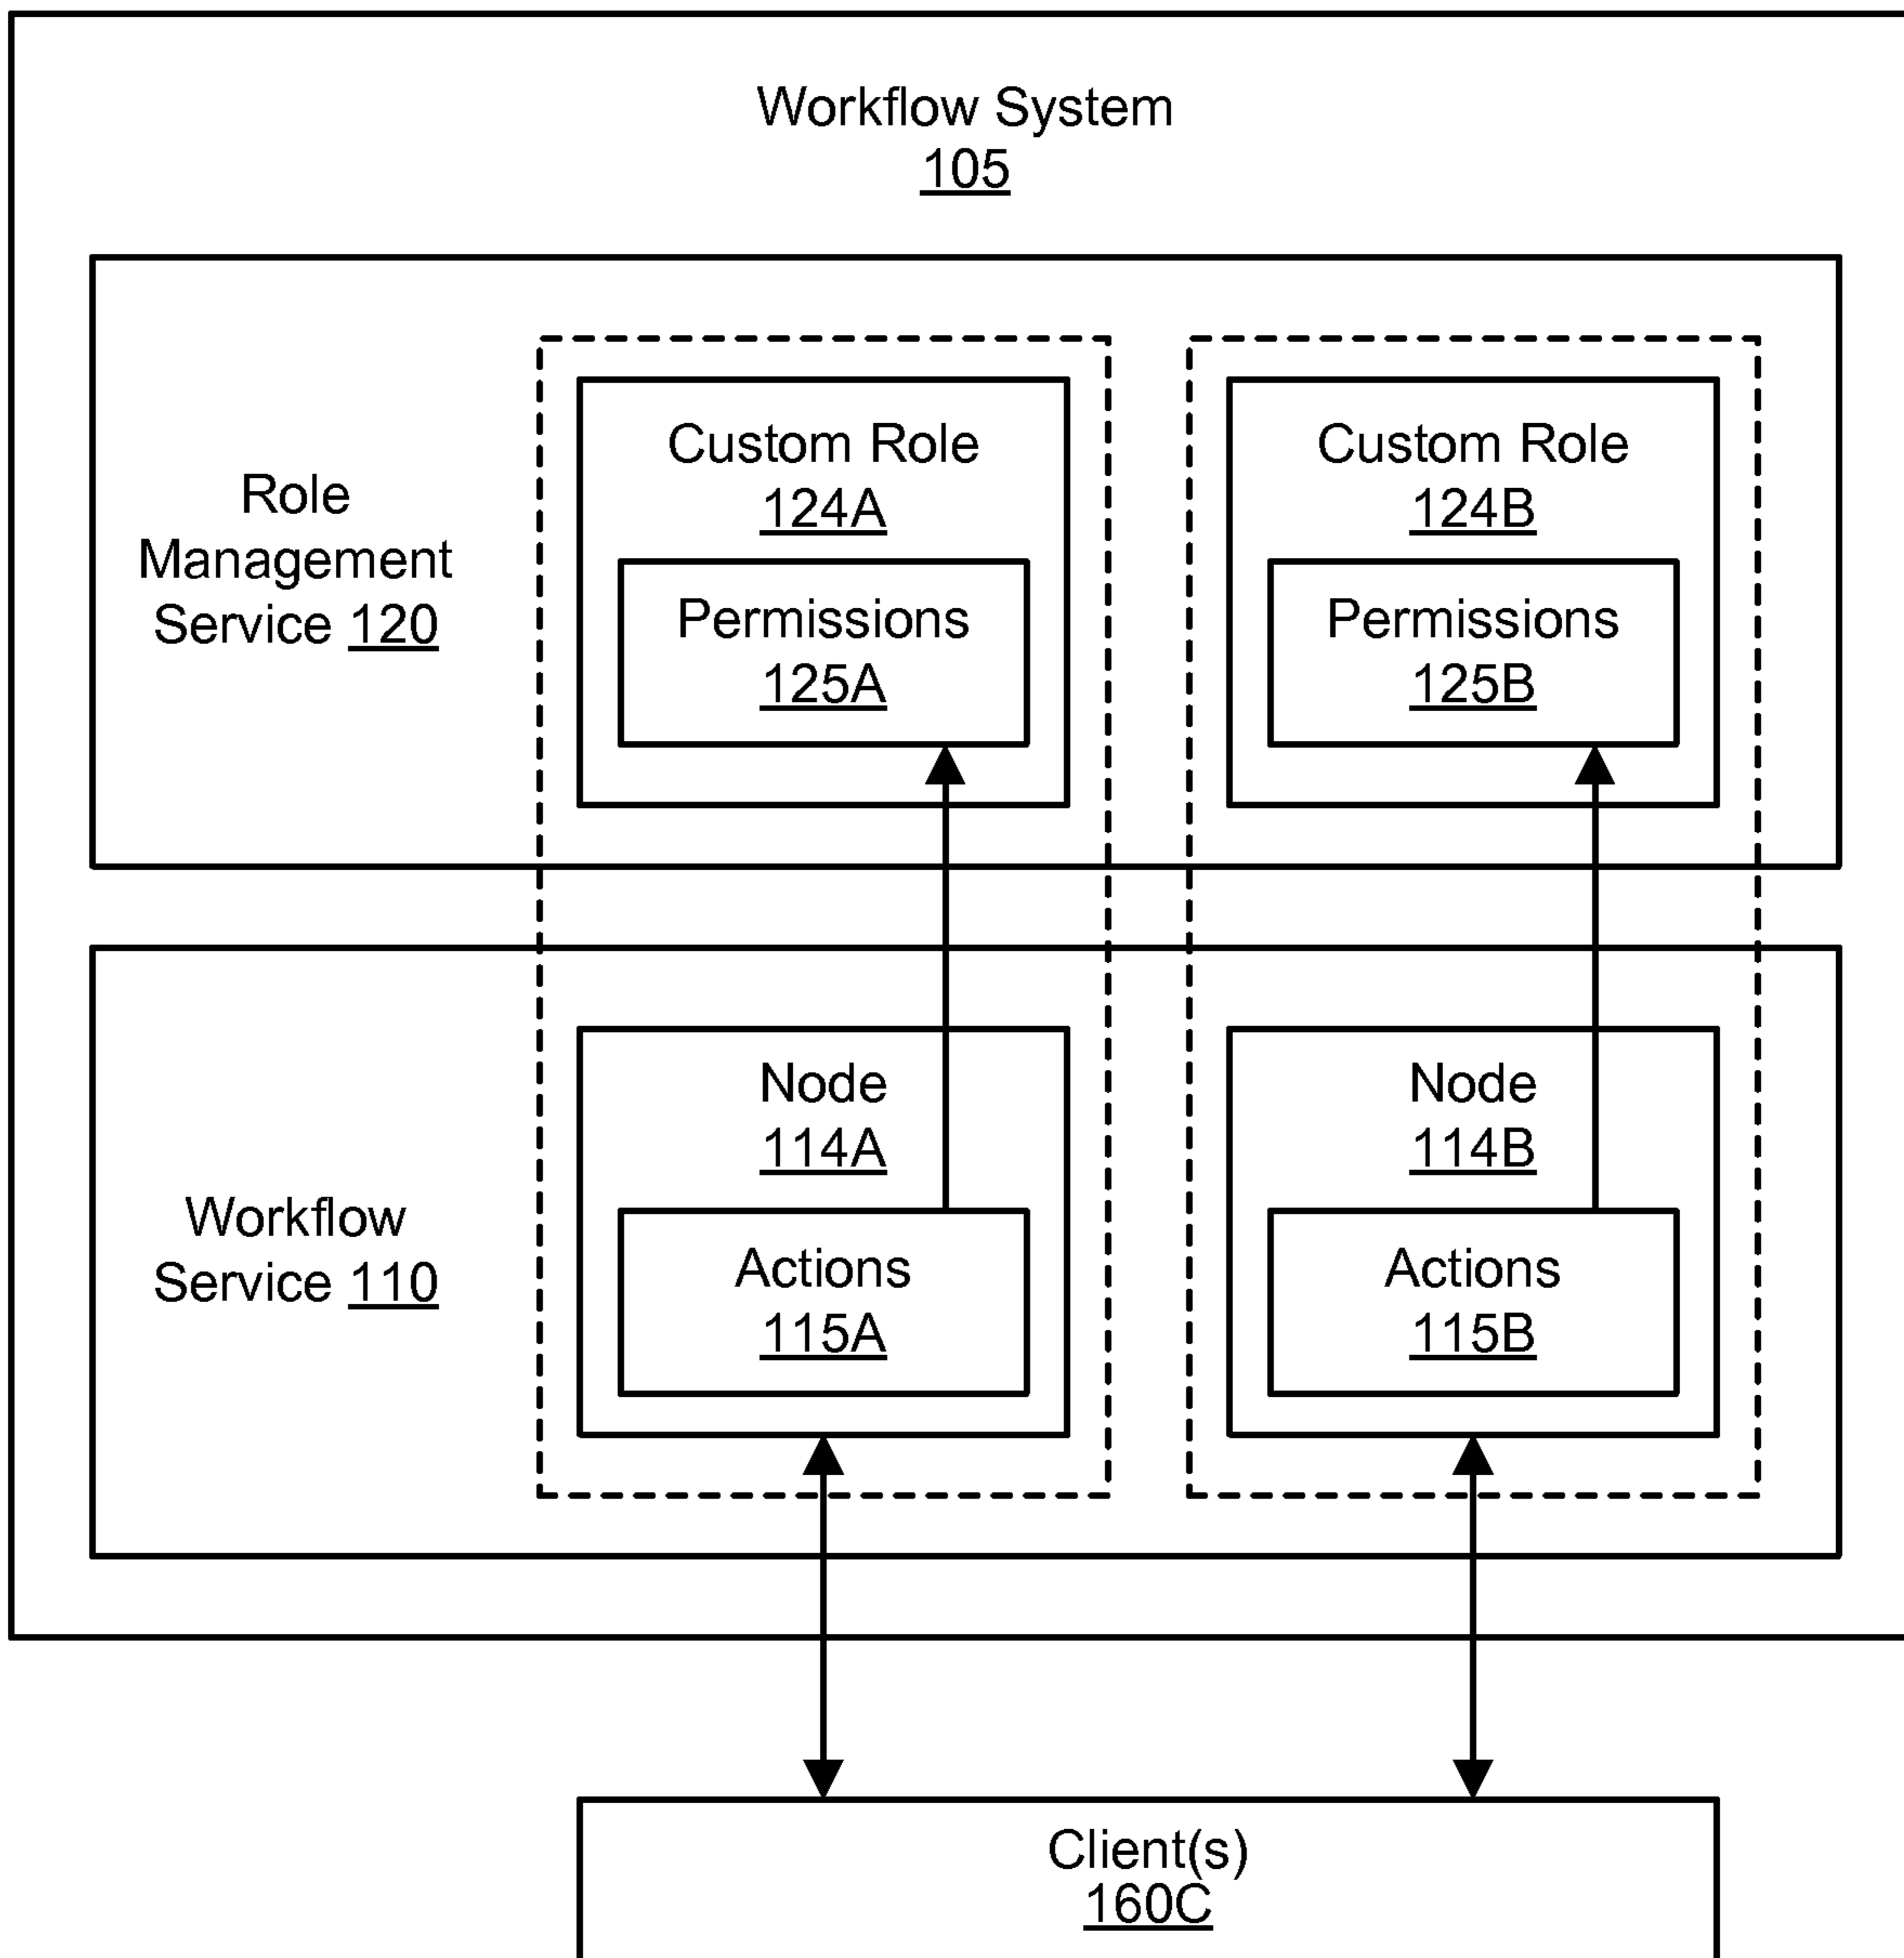 Workflow System
105
Role
Management
Service 120
Custom Role
124A
Permissions
125A
Custom Role
124B
Permissions
125B
Workflow
Service 110
Node
114A
Actions
115A
Node
114B
Actions
115B
Client(s)
160C